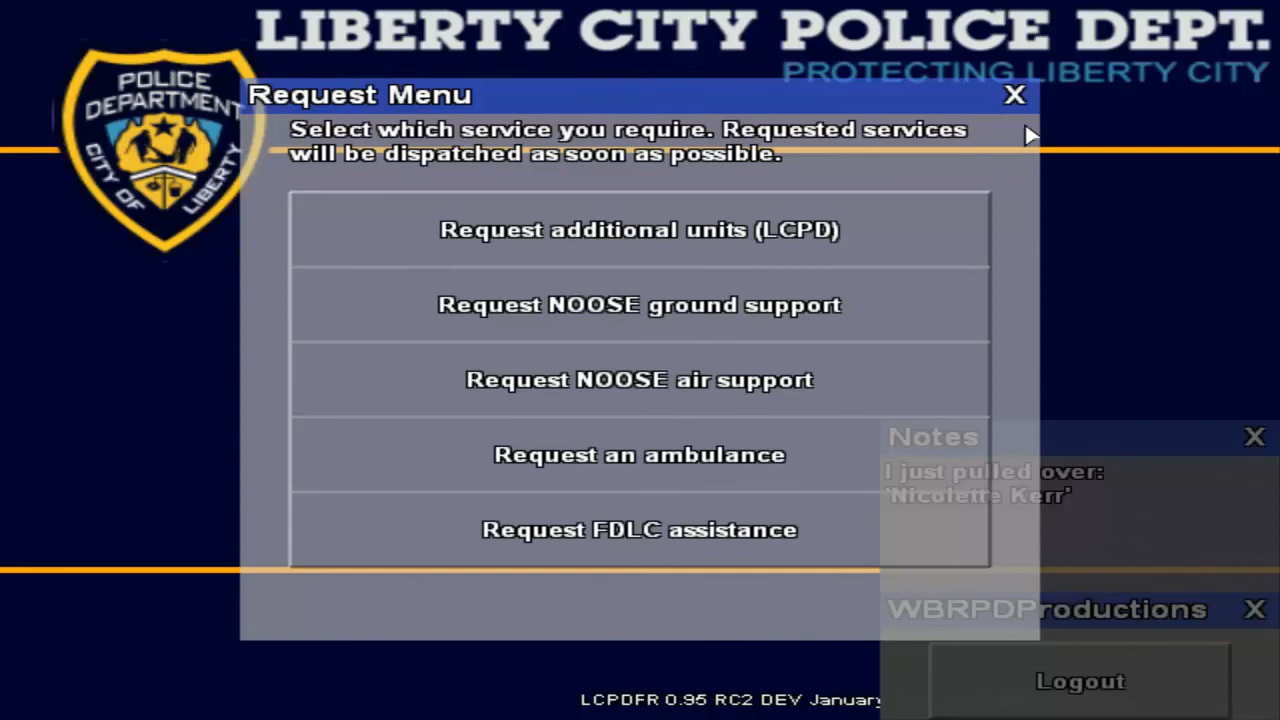 LIBERTY CITY POLICE DEPT.
PROTECTING LIBERTY CITY
POLICE
DEPARTMENT
CITY OF LIBERTY
Request Menu X
Select which service you require. Requested services
will be dispatched as soon as possible.
Request additional units (LCPD)
Request NOOSE ground support
Request NOOSE air support
Request an ambulance
Request FDLC assistance
Notes X
I just pulled over:
'Nicolette Kerr'
WBRPDProductions X
Logout
LCPDFR 0.95 RC2 DEV January